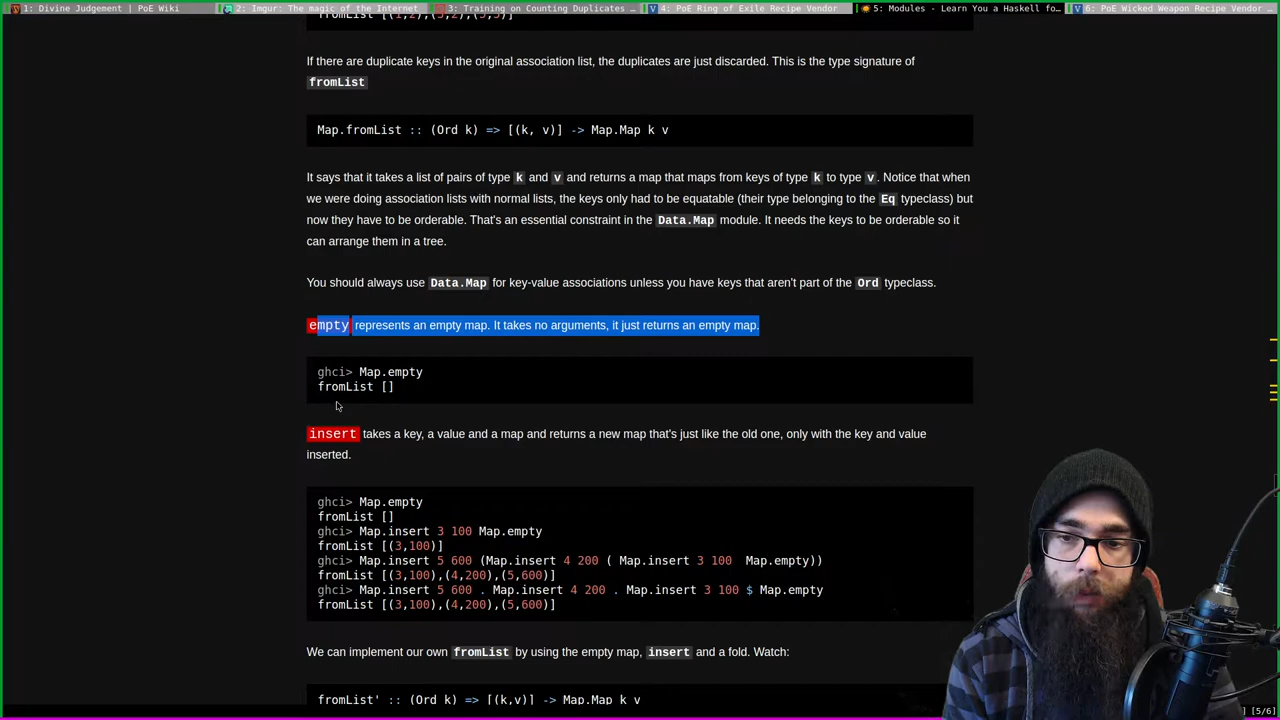 1: Divine Judgement | PoE Wiki
2: Imgur: The magic of the Internet
3: Training on Counting Duplicates …
4: PoE Ring of Exile Recipe Vendor
5: Modules - Learn You a Haskell fo…
6: PoE Wicked Weapon Recipe Vendor …
If there are duplicate keys in the original association list, the duplicates are just discarded. This is the type signature of
fromList
Map.fromList :: (Ord k) => [(k, v)] -> Map.Map k v
It says that it takes a list of pairs of type k and v and returns a map that maps from keys of type k to type v. Notice that when
we were doing association lists with normal lists, the keys only had to be equatable (their type belonging to the Eq typeclass) but
now they have to be orderable. That's an essential constraint in the Data.Map module. It needs the keys to be orderable so it
can arrange them in a tree.
You should always use Data.Map for key-value associations unless you have keys that aren't part of the Ord typeclass.
empty represents an empty map. It takes no arguments, it just returns an empty map.
ghci> Map.empty
fromList []
insert takes a key, a value and a map and returns a new map that's just like the old one, only with the key and value
inserted.
ghci> Map.empty
fromList []
ghci> Map.insert 3 100 Map.empty
fromList [(3,100)]
ghci> Map.insert 5 600 (Map.insert 4 200 ( Map.insert 3 100  Map.empty))
fromList [(3,100),(4,200),(5,600)]
ghci> Map.insert 5 600 . Map.insert 4 200 . Map.insert 3 100 $ Map.empty
fromList [(3,100),(4,200),(5,600)]
We can implement our own fromList by using the empty map, insert and a fold. Watch:
fromList' :: (Ord k) => [(k,v)] -> Map.Map k v
] [5/6]